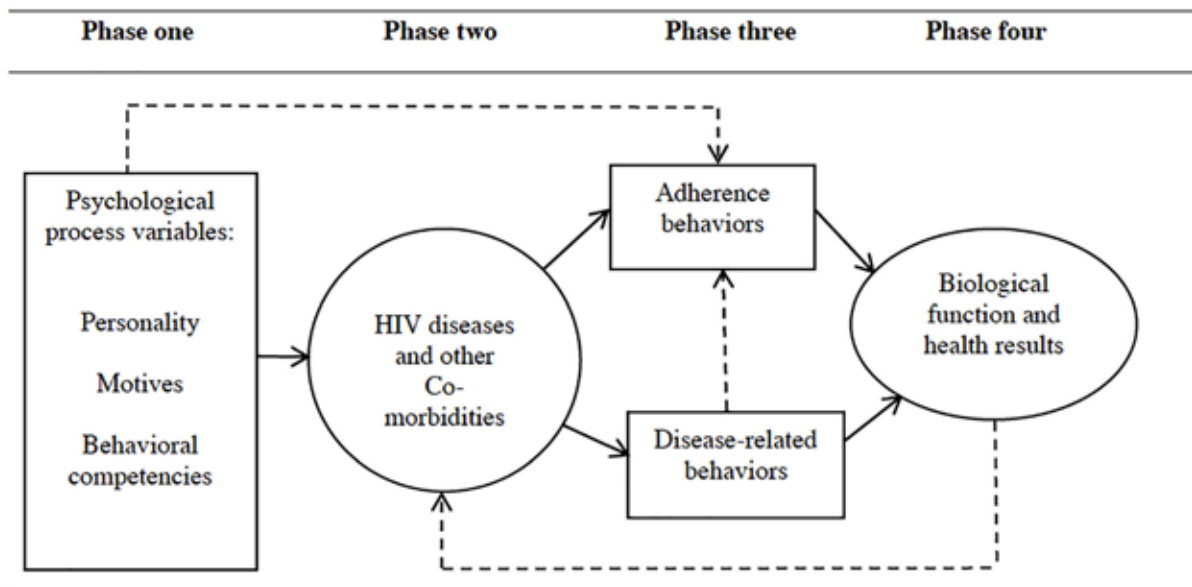 Phase one
Phase two
Phase three
Phase four
Psychological
process variables:
Personality
Motives
Behavioral
competencies
HIV diseases
and other
Co-
morbidities
Adherence
behaviors
Disease-related
behaviors
Biological
function and
health results